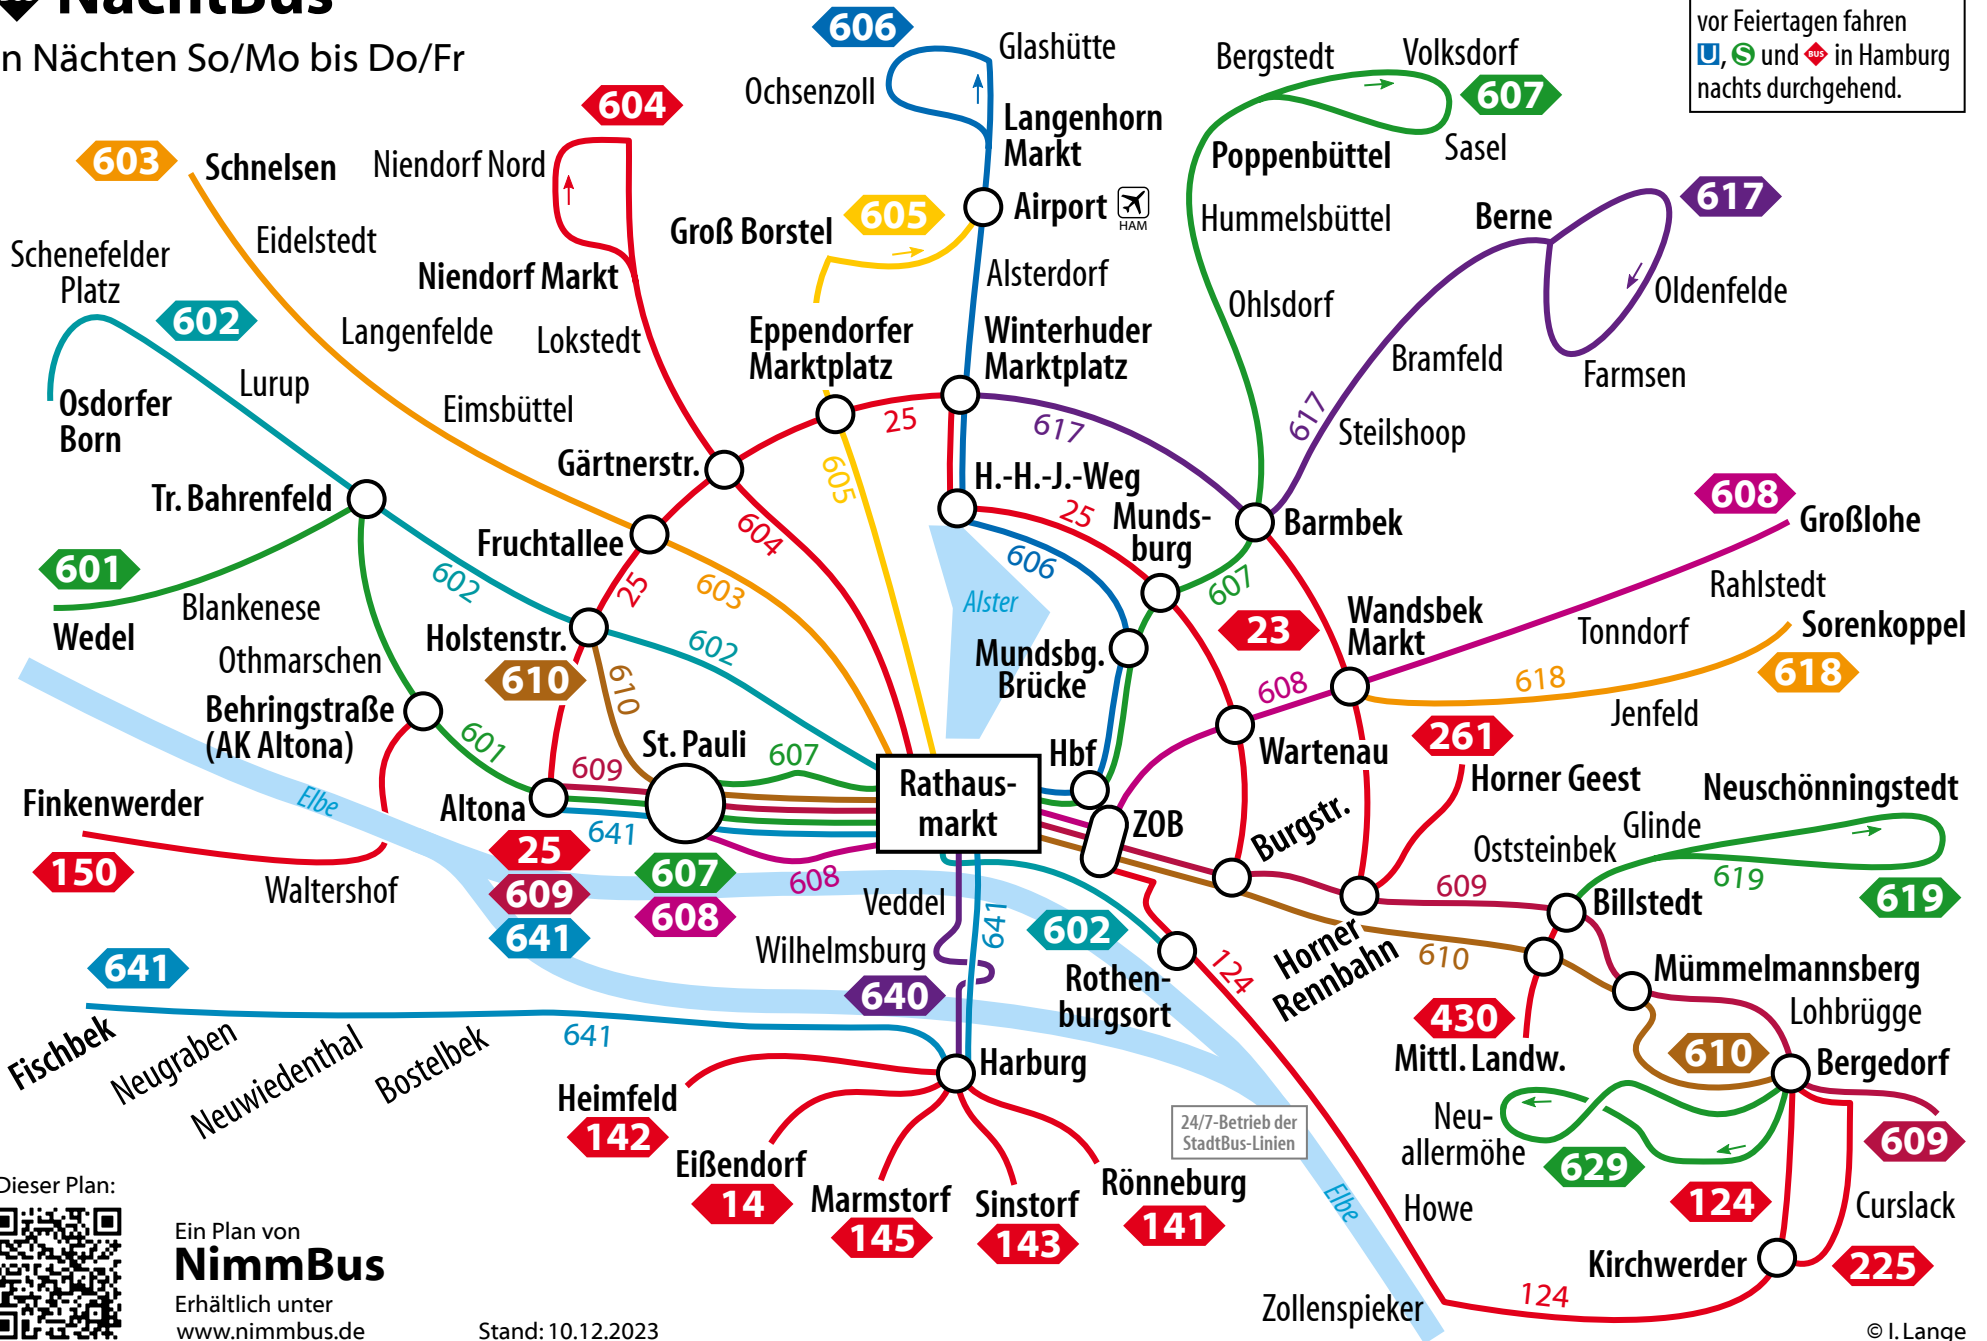 NachtBus
n Nächten So/Mo bis Do/Fr
vor Feiertagen fahren
U, S und BUS in Hamburg
nachts durchgehend.
606
Glashütte
Ochsenzoll
Langenhorn
Markt
Bergstedt
Volksdorf
607
Sasel
Poppenbüttel
604
603
Schnelsen
Niendorf Nord
Airport
HAM
605
Groß Borstel
Hummelsbüttel
Berne
617
Eidelstedt
Schenefelder
Platz
Niendorf Markt
Alsterdorf
Ohlsdorf
Oldenfelde
602
Langenfelde
Lokstedt
Eppendorfer
Marktplatz
Winterhuder
Marktplatz
Bramfeld
Farmsen
Lurup
Osdorfer
Born
Eimsbüttel
25
617
617
Steilshoop
Gärtnerstr.
605
H.-H.-J.-Weg
25
Munds-
burg
Barmbek
608
Großlohe
Tr. Bahrenfeld
Fruchtallee
604
606
601
602
25
603
607
Alster
Rahlstedt
Blankenese
Wedel
Holstenstr.
602
23
Wandsbek
Markt
Tonndorf
Sorenkoppel
Othmarschen
610
610
Mundsbg.
Brücke
608
618
618
Behringstraße
(AK Altona)
601
St. Pauli
607
Hbf
Wartenau
261
Jenfeld
609
Rathaus-
markt
Horner Geest
Neuschönningstedt
Finkenwerder
Elbe
Altona
641
ZOB
Burgstr.
Glinde
Oststeinbek
150
25
607
608
619
619
Waltershof
609
608
Veddel
609
Billstedt
641
641
602
Wilhelmsburg
Horner
Rennbahn
610
641
640
Rothen-
burgsort
124
Mümmelmannsberg
Lohbrügge
430
Mittl. Landw.
610
Bergedorf
Fischbek
Neugraben
Neuwiedenthal
Bostelbek
641
Harburg
Heimfeld
142
24/7-Betrieb der
StadtBus-Linien
Neu-
allermöhe
609
Eißendorf
14
Marmstorf
145
Sinstorf
143
Rönneburg
141
629
Elbe
Howe
124
Curslack
Kirchwerder
225
Zollenspieker
124
Dieser Plan:
Ein Plan von
NimmBus
Erhältlich unter
www.nimmbus.de
Stand: 10.12.2023
© I. Lange